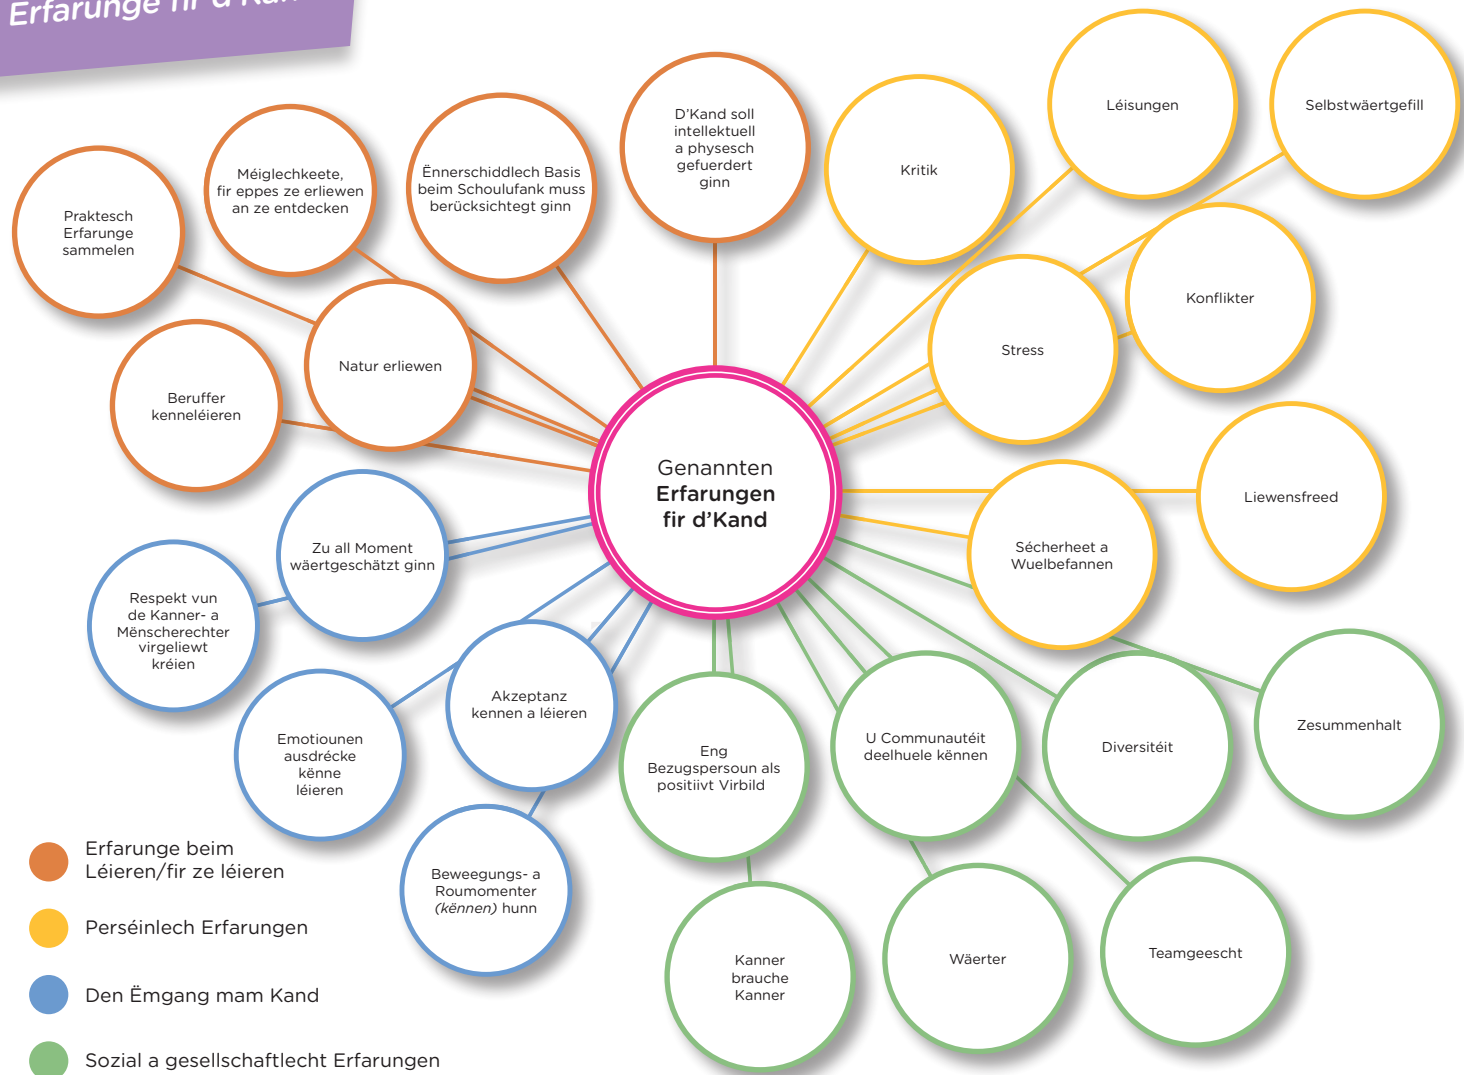 Erfarunge fir d'Kand
Léisungen
Selbstwäertgefill
D'Kand soll
intellektuell
a physesch
gefuerdert
ginn
Kritik
Méiglechkeete,
fir eppes ze erliewen
an ze entdecken
Ënnerschiddlech Basis
beim Schoulufank muss
berücksichtegt ginn
Praktesch
Erfarunge
sammelen
Konflikter
Stress
Natur erliewen
Beruffer
kenneléieren
Genannten
Erfarungen
fir d'Kand
Liewensfreed
Sécherheet a
Wuelbefannen
Zu all Moment
wäertgeschätzt ginn
Respekt vun
de Kanner- a
Mënscherechter
virgeliewt
kréien
Akzeptanz
kennen a léieren
Emotiounen
ausdrécke
kënne
léieren
Eng
Bezugspersoun als
positiivt Virbild
U Communautéit
deelhuele kënnen
Diversitéit
Zesummenhalt
Beweegungs- a
Roumomenter
(kënnen) hunn
Kanner
brauche
Kanner
Wäerter
Teamgeescht
Erfarunge beim
Léieren/fir ze léieren
Perséinlech Erfarungen
Den Ëmgang mam Kand
Sozial a gesellschaftlecht Erfarungen